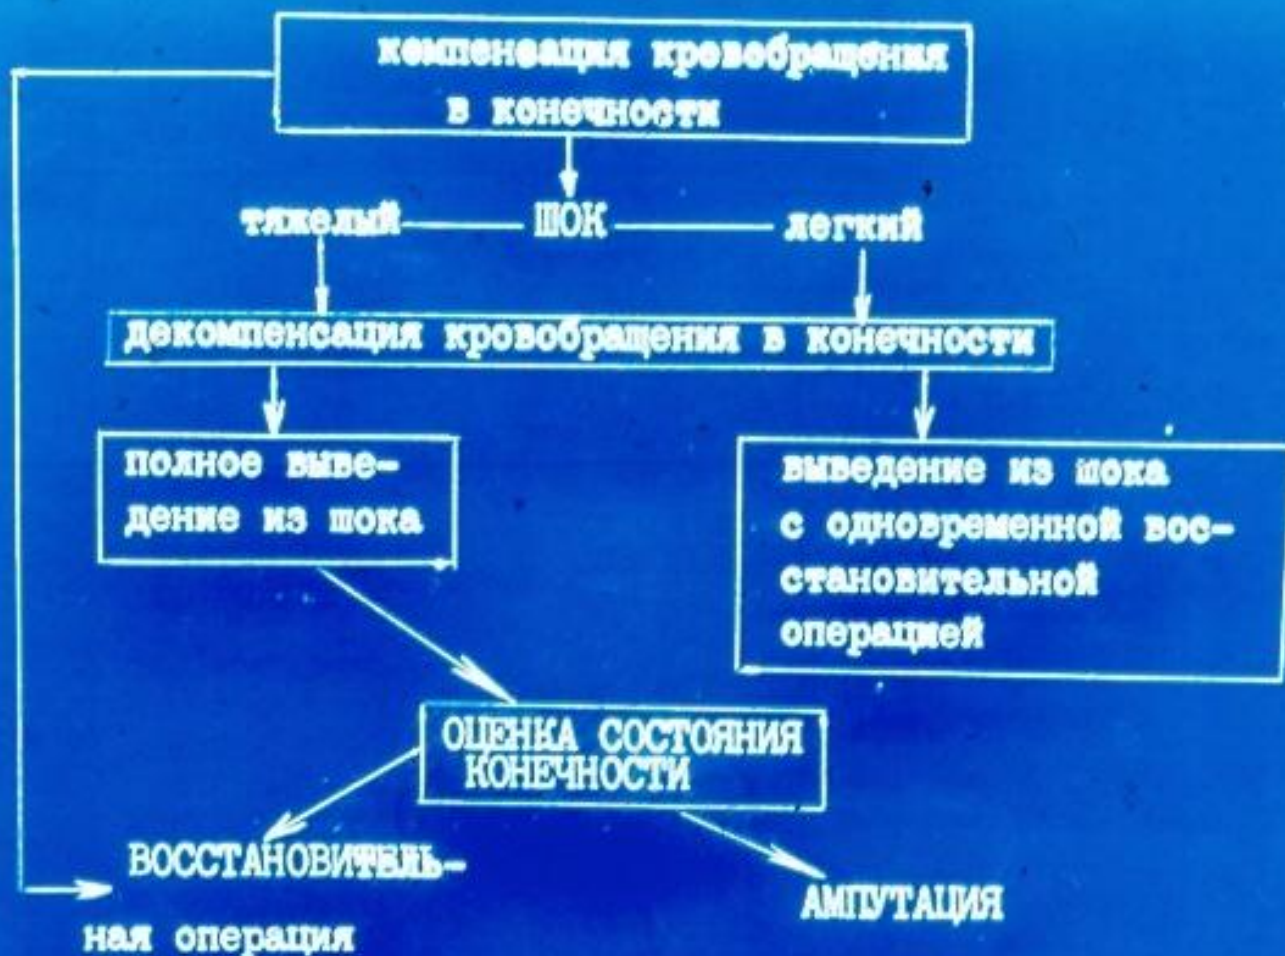 компенсация кровобращения
в конечности
тяжелый ШОК легкий
декомпенсация кровобращения в конечности
полное выве-
дение из шока
выведение из шока
с одновременной вос-
становительной
операцией
ОЦЕНКА СОСТОЯНИЯ
КОНЕЧНОСТИ
ВОССТАНОВИТЕЛЬ-
ная операция
АМПУТАЦИЯ